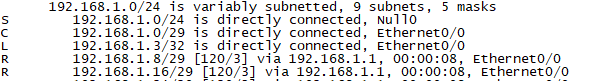 192.168.1.0/24 is variably subnetted, 9 subnets, 5 masks
S 192.168.1.0/24 is directly connected, Null0
C 192.168.1.0/29 is directly connected, Ethernet0/0
L 192.168.1.3/32 is directly connected, Ethernet0/0
R 192.168.1.8/29 [120/3] via 192.168.1.1, 00:00:08, Ethernet0/0
R 192.168.1.16/29 [120/3] via 192.168.1.1, 00:00:08, Ethernet0/0